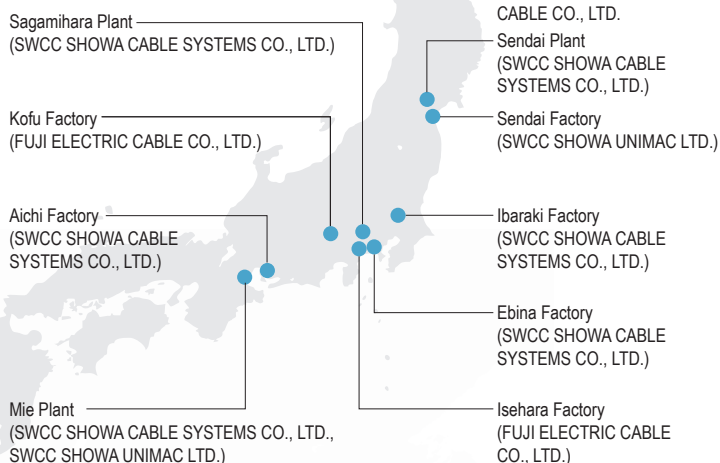 Sagamihara Plant
(SWCC SHOWA CABLE SYSTEMS CO., LTD.)
Kofu Factory
(FUJI ELECTRIC CABLE CO., LTD.)
Aichi Factory
(SWCC SHOWA CABLE
SYSTEMS CO., LTD.)
Mie Plant
(SWCC SHOWA CABLE SYSTEMS CO., LTD.,
SWCC SHOWA UNIMAC LTD.)
CABLE CO., LTD.
Sendai Plant
(SWCC SHOWA CABLE
SYSTEMS CO., LTD.)
Sendai Factory
(SWCC SHOWA UNIMAC LTD.)
Ibaraki Factory
(SWCC SHOWA CABLE
SYSTEMS CO., LTD.)
Ebina Factory
(SWCC SHOWA CABLE
SYSTEMS CO., LTD.)
Isehara Factory
(FUJI ELECTRIC CABLE
CO., LTD.)